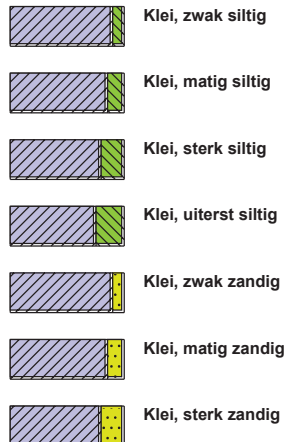 Klei, zwak siltig
Klei, matig siltig
Klei, sterk siltig
Klei, uiterst siltig
Klei, zwak zandig
Klei, matig zandig
Klei, sterk zandig